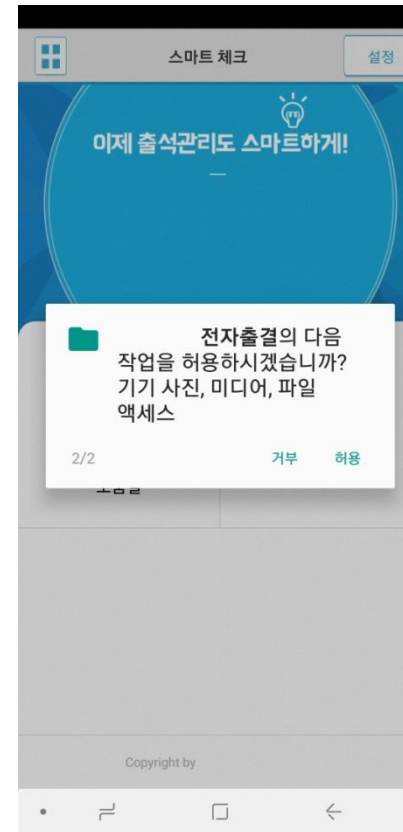 스마트 체크
설정
이제 출석관리도 스마트하게!
전자출결의 다음
작업을 허용하시겠습니까?
기기 사진, 미디어, 파일
액세스
2/2
거부
허용
Copyright by